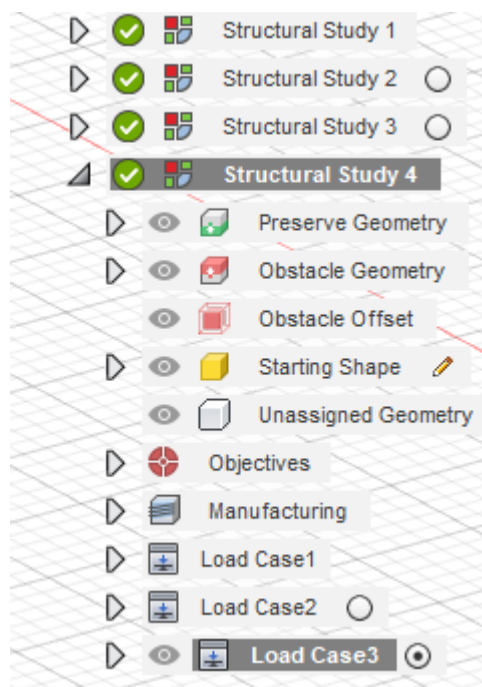 Structural Study 1
Structural Study 2
Structural Study 3
Structural Study 4
Preserve Geometry
Obstacle Geometry
Obstacle Offset
Starting Shape
Unassigned Geometry
Objectives
Manufacturing
Load Case1
Load Case2
Load Case3